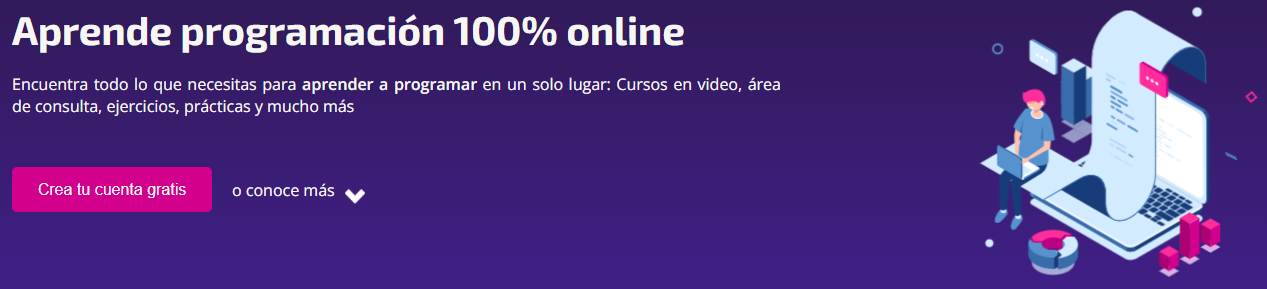 Aprende programación 100% online
Encuentra todo lo que necesitas para aprender a programar en un solo lugar: Cursos en video, área
de consulta, ejercicios, prácticas y mucho más
Crea tu cuenta gratis
o conoce más